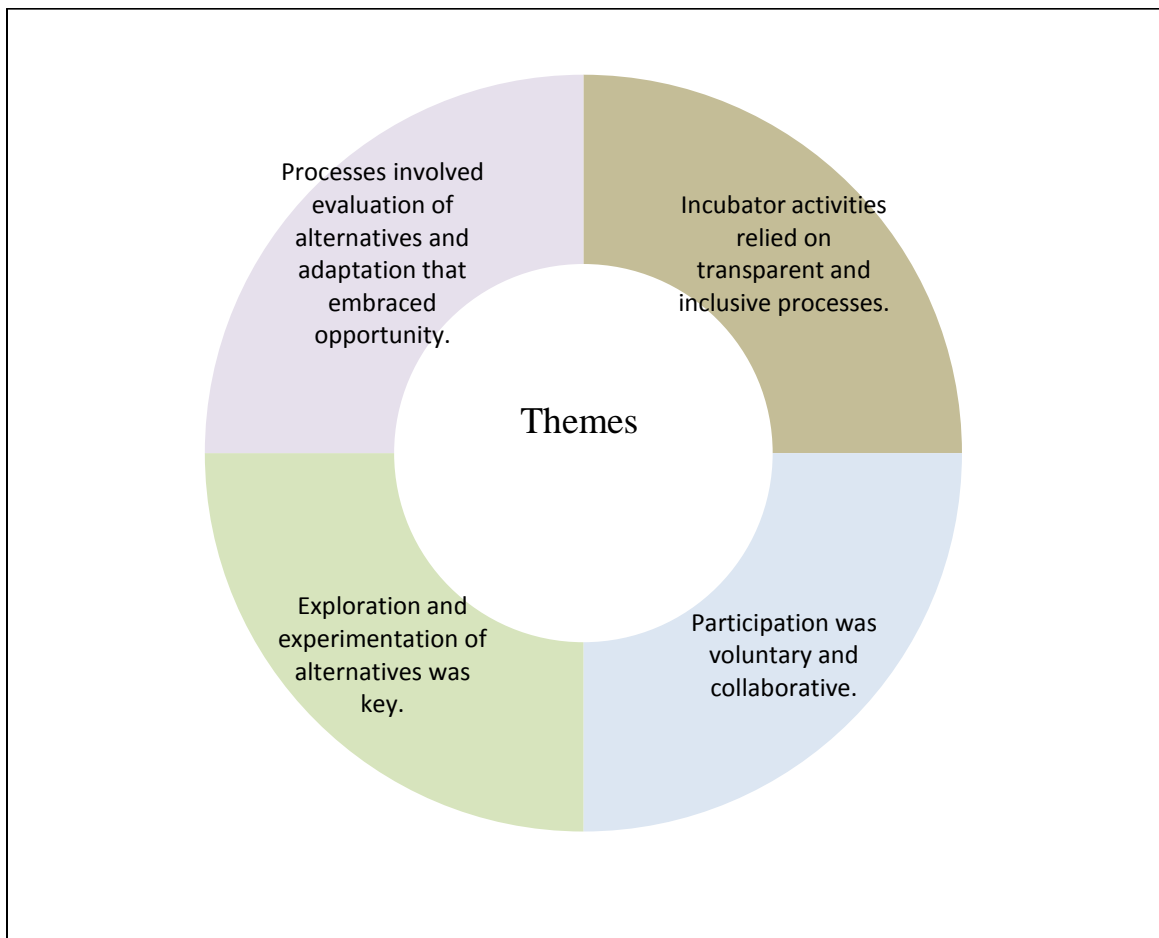 Processes involved
evaluation of
alternatives and
adaptation that
embraced
opportunity.
Incubator activities
relied on
transparent and
inclusive processes.
Themes
Exploration and
experimentation of
alternatives was
key.
Participation was
voluntary and
collaborative.